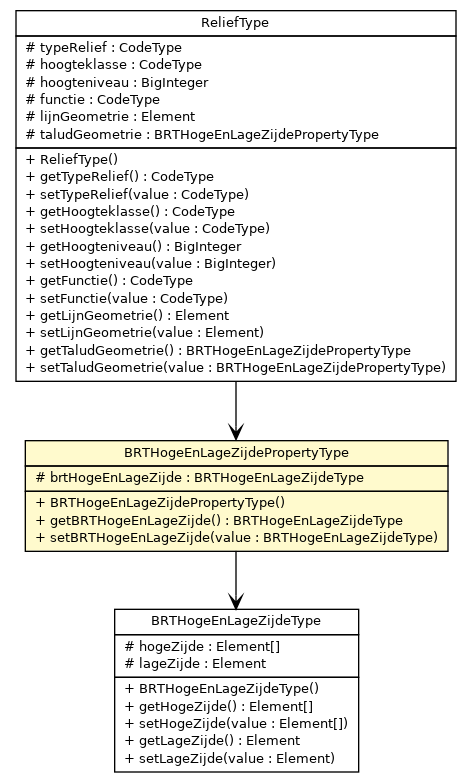 ReliefType
# typeRelief : CodeType
# hoogteklasse : CodeType
# hoogteniveau : BigInteger
# functie : CodeType
# lijnGeometrie : Element
# taludGeometrie : BRTHogeEnLageZijdePropertyType
+ ReliefType()
+ getTypeRelief() : CodeType
+ setTypeRelief(value : CodeType)
+ getHoogteklasse() : CodeType
+ setHoogteklasse(value : CodeType)
+ getHoogteniveau() : BigInteger
+ setHoogteniveau(value : BigInteger)
+ getFunctie() : CodeType
+ setFunctie(value : CodeType)
+ getLijnGeometrie() : Element
+ setLijnGeometrie(value : Element)
+ getTaludGeometrie() : BRTHogeEnLageZijdePropertyType
+ setTaludGeometrie(value : BRTHogeEnLageZijdePropertyType)
BRTHogeEnLageZijdePropertyType
# brtHogeEnLageZijde : BRTHogeEnLageZijdeType
+ BRTHogeEnLageZijdePropertyType()
+ getBRTHogeEnLageZijde() : BRTHogeEnLageZijdeType
+ setBRTHogeEnLageZijde(value : BRTHogeEnLageZijdeType)
BRTHogeEnLageZijdeType
# hogeZijde : Element[]
# lageZijde : Element
+ BRTHogeEnLageZijdeType()
+ getHogeZijde() : Element[]
+ setHogeZijde(value : Element[])
+ getLageZijde() : Element
+ setLageZijde(value : Element)